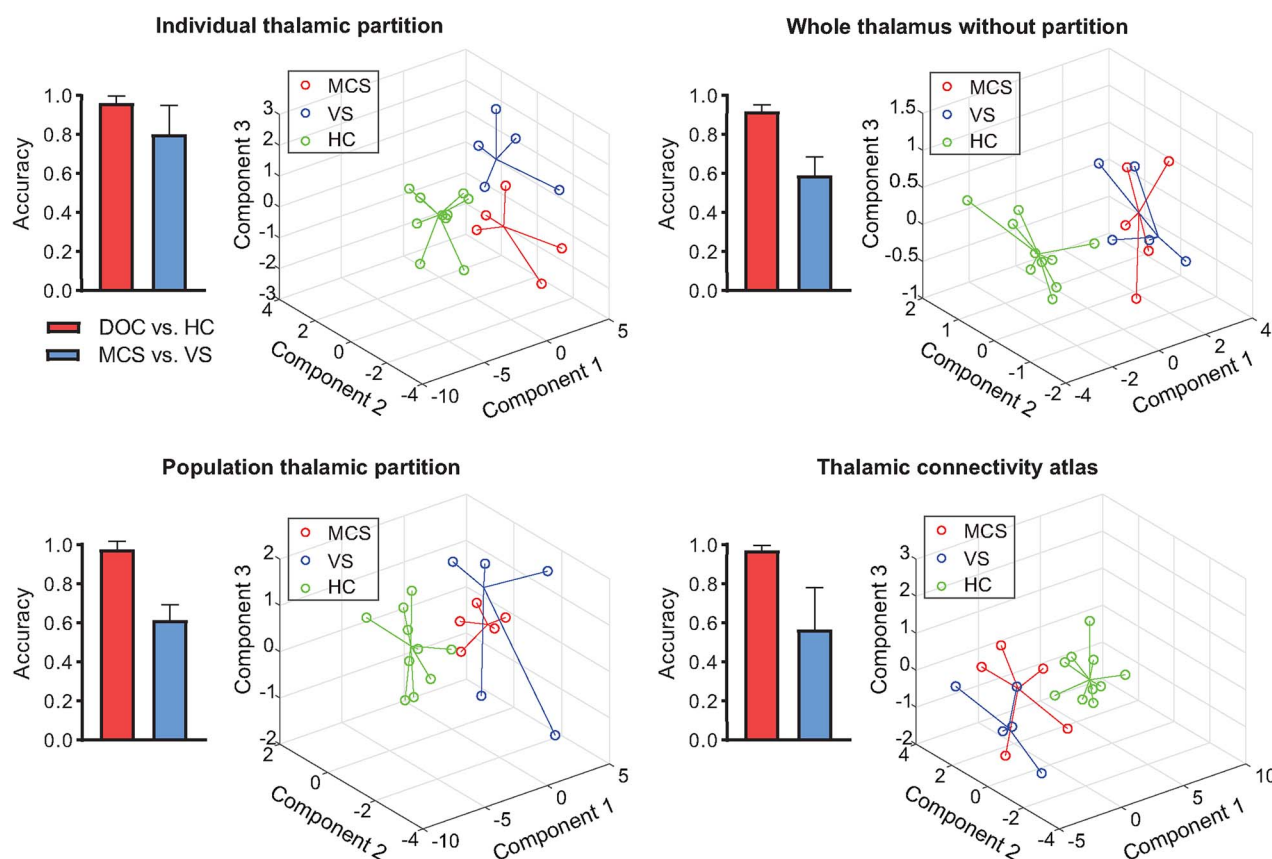 Individual thalamic partition
Accuracy
1.0
0.8
0.6
0.4
0.2
0.0
DOC vs. HC
MCS vs. VS
MCS
VS
HC
Component 3
3
2
1
0
-1
-2
-3
4
2
0
-2
-4
Component 2
-10
-5
0
5
Component 1
Whole thalamus without partition
Accuracy
1.0
0.8
0.6
0.4
0.2
0.0
MCS
VS
HC
Component 3
1.5
1
0.5
0
-0.5
-1
2
1
0
-1
-2
Component 2
-4
-2
0
2
4
Component 1
Population thalamic partition
Accuracy
1.0
0.8
0.6
0.4
0.2
0.0
MCS
VS
HC
Component 3
2
1
0
-1
-2
2
0
-2
-4
Component 2
-10
-5
0
5
Component 1
Thalamic connectivity atlas
Accuracy
1.0
0.8
0.6
0.4
0.2
0.0
MCS
VS
HC
Component 3
3
2
1
0
-1
-2
4
2
0
-2
-4
Component 2
-5
0
5
10
Component 1